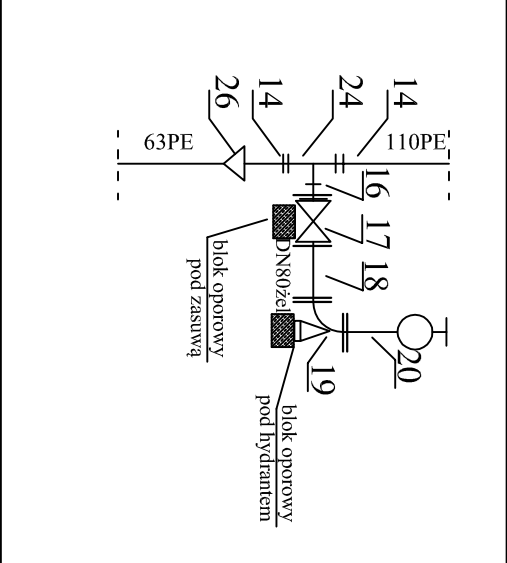 26
14
24
14
63PE
110PE
16
17
DN80żel
18
blok oporowy
pod zasuwą
19
20
blok oporowy
pod hydrantem